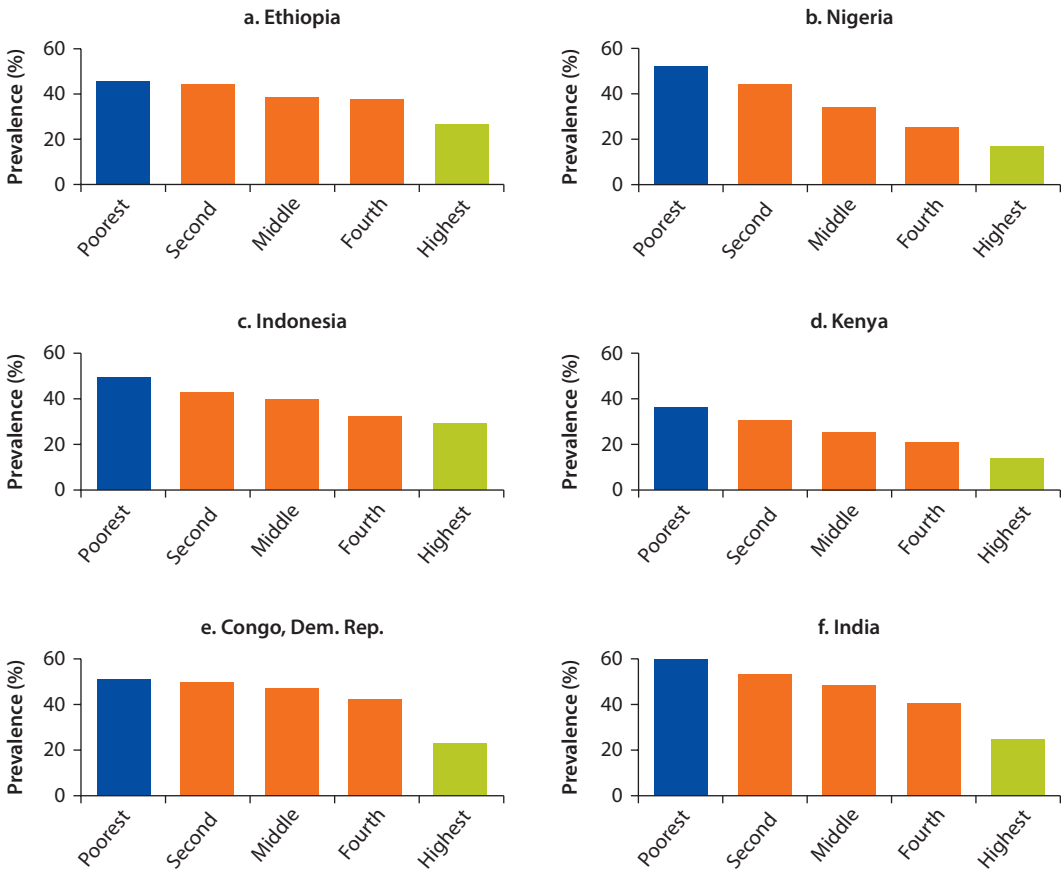 a. Ethiopia
Prevalence (%)
60
40
20
0
Poorest
Second
Middle
Fourth
Highest
b. Nigeria
Prevalence (%)
60
40
20
0
Poorest
Second
Middle
Fourth
Highest
c. Indonesia
Prevalence (%)
60
40
20
0
Poorest
Second
Middle
Fourth
Highest
d. Kenya
Prevalence (%)
60
40
20
0
Poorest
Second
Middle
Fourth
Highest
e. Congo, Dem. Rep.
Prevalence (%)
60
40
20
0
Poorest
Second
Middle
Fourth
Highest
f. India
Prevalence (%)
60
40
20
0
Poorest
Second
Middle
Fourth
Highest